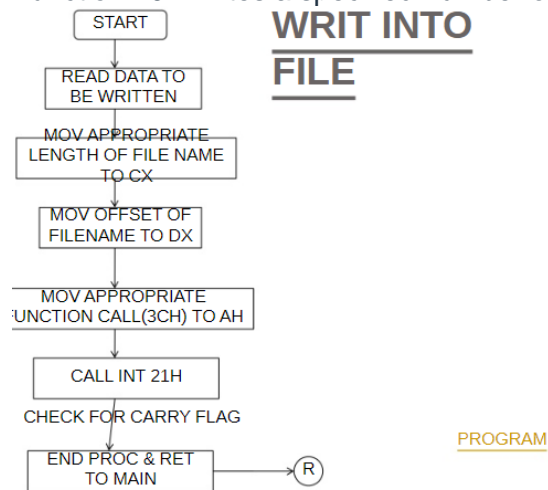 START
WRIT INTO
FILE
READ DATA TO
BE WRITTEN
MOV APPROPRIATE
LENGTH OF FILE NAME
TO CX
MOV OFFSET OF
FILENAME TO DX
MOV APPROPRIATE
FUNCTION CALL(3CH) TO AH
CALL INT 21H
CHECK FOR CARRY FLAG
PROGRAM
END PROC & RET
TO MAIN
R